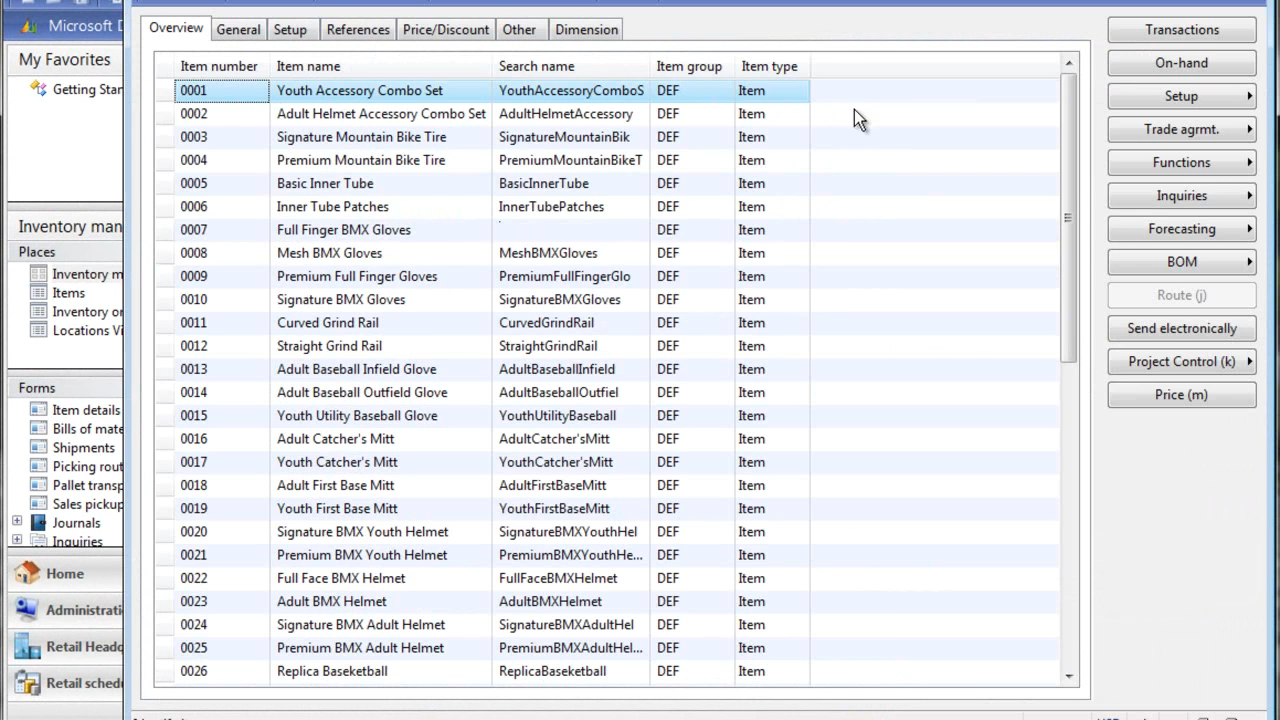 Microsoft D
My Favorites
Getting Star
Inventory man
Places
Inventory m
Items
Inventory or
Locations Vi
Forms
Item details
Bills of mate
Shipments
Picking rout
Pallet transp
Sales pickup
Journals
Inquiries
Home
Administrati
Retail Headq
Retail schedu
Overview General Setup References Price/Discount Other Dimension
Item number Item name Search name Item group Item type
0001 Youth Accessory Combo Set YouthAccessoryComboS DEF Item
0002 Adult Helmet Accessory Combo Set AdultHelmetAccessory DEF Item
0003 Signature Mountain Bike Tire SignatureMountainBik DEF Item
0004 Premium Mountain Bike Tire PremiumMountainBikeT DEF Item
0005 Basic Inner Tube BasicInnerTube DEF Item
0006 Inner Tube Patches InnerTubePatches DEF Item
0007 Full Finger BMX Gloves DEF Item
0008 Mesh BMX Gloves MeshBMXGloves DEF Item
0009 Premium Full Finger Gloves PremiumFullFingerGlo DEF Item
0010 Signature BMX Gloves SignatureBMXGloves DEF Item
0011 Curved Grind Rail CurvedGrindRail DEF Item
0012 Straight Grind Rail StraightGrindRail DEF Item
0013 Adult Baseball Infield Glove AdultBaseballInfield DEF Item
0014 Adult Baseball Outfield Glove AdultBaseballOutfiel DEF Item
0015 Youth Utility Baseball Glove YouthUtilityBaseball DEF Item
0016 Adult Catcher's Mitt AdultCatcher'sMitt DEF Item
0017 Youth Catcher's Mitt YouthCatcher'sMitt DEF Item
0018 Adult First Base Mitt AdultFirstBaseMitt DEF Item
0019 Youth First Base Mitt YouthFirstBaseMitt DEF Item
0020 Signature BMX Youth Helmet SignatureBMXYouthHel DEF Item
0021 Premium BMX Youth Helmet PremiumBMXYouthHe... DEF Item
0022 Full Face BMX Helmet FullFaceBMXHelmet DEF Item
0023 Adult BMX Helmet AdultBMXHelmet DEF Item
0024 Signature BMX Adult Helmet SignatureBMXAdultHel DEF Item
0025 Premium BMX Adult Helmet PremiumBMXAdultHel... DEF Item
0026 Replica Baseketball ReplicaBaseketball DEF Item
Transactions
On-hand
Setup
Trade agrmt.
Functions
Inquiries
Forecasting
BOM
Route (j)
Send electronically
Project Control (k)
Price (m)